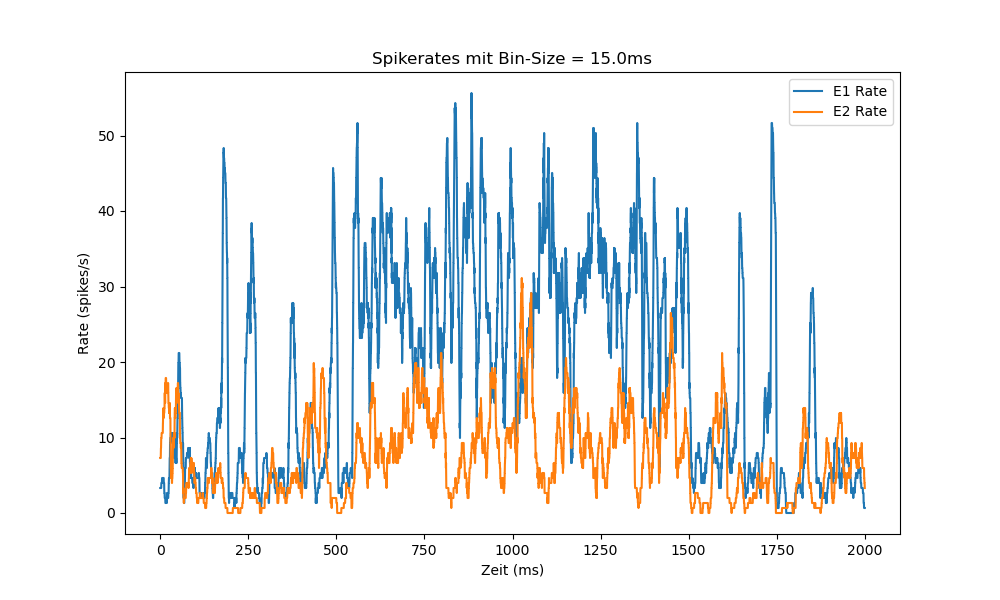 Spikerates mit Bin-Size = 15.0ms
E1 Rate
E2 Rate
Rate (spikes/s)
50
40
30
20
10
0
0 250 500 750 1000 1250 1500 1750 2000
Zeit (ms)